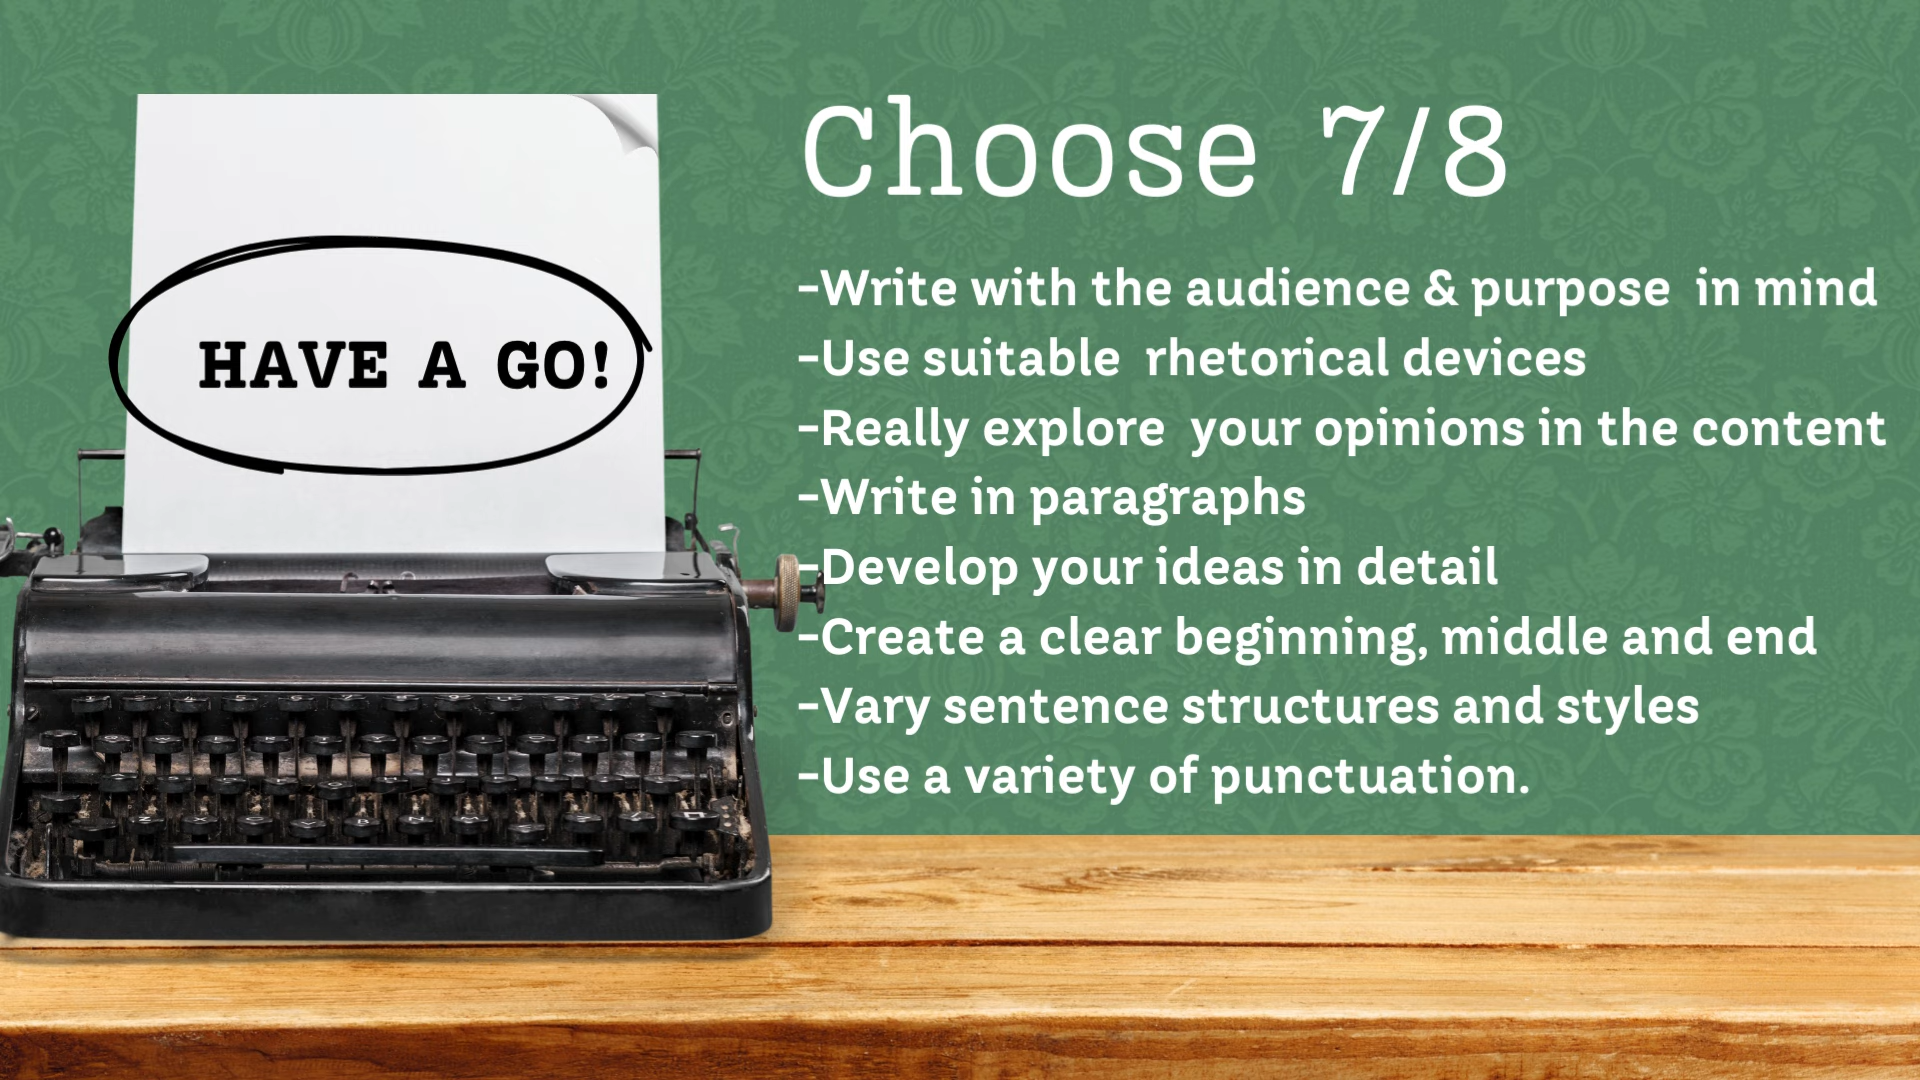 HAVE A GO!
Choose 7/8
-Write with the audience & purpose in mind
-Use suitable rhetorical devices
-Really explore your opinions in the content
-Write in paragraphs
-Develop your ideas in detail
-Create a clear beginning, middle and end
-Vary sentence structures and styles
-Use a variety of punctuation.